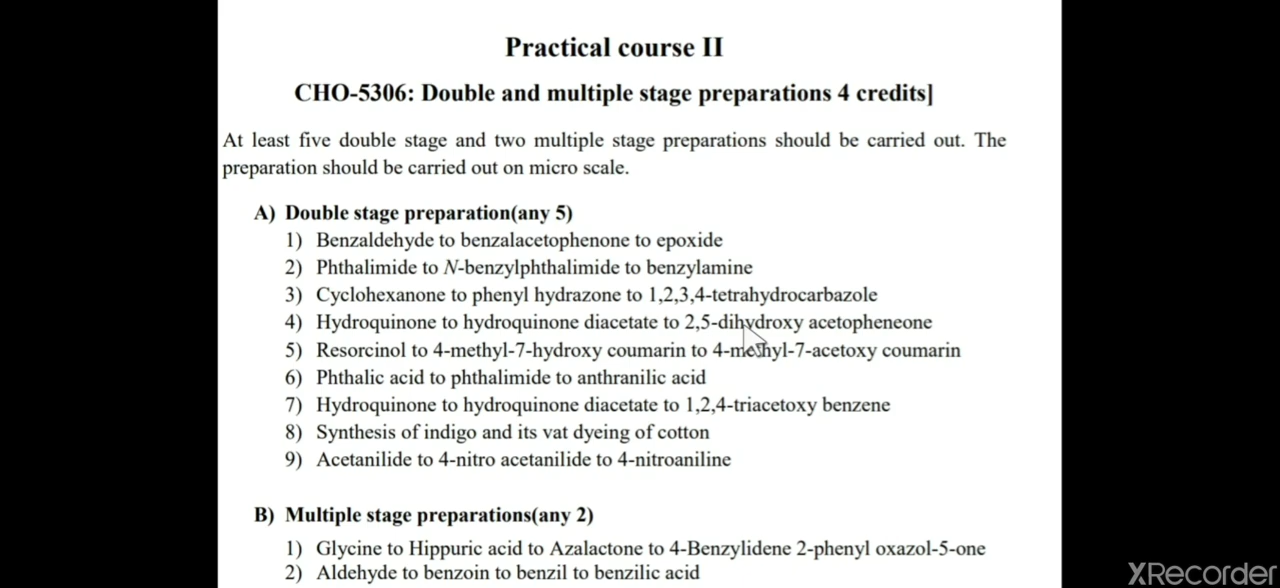 Practical course II
CHO-5306: Double and multiple stage preparations 4 credits]
At least five double stage and two multiple stage preparations should be carried out. The
preparation should be carried out on micro scale.
A) Double stage preparation(any 5)
1) Benzaldehyde to benzalacetophenone to epoxide
2) Phthalimide to N-benzylphthalimide to benzylamine
3) Cyclohexanone to phenyl hydrazone to 1,2,3,4-tetrahydrocarbazole
4) Hydroquinone to hydroquinone diacetate to 2,5-dihydroxy acetopheneone
5) Resorcinol to 4-methyl-7-hydroxy coumarin to 4-methyl-7-acetoxy coumarin
6) Phthalic acid to phthalimide to anthranilic acid
7) Hydroquinone to hydroquinone diacetate to 1,2,4-triacetoxy benzene
8) Synthesis of indigo and its vat dyeing of cotton
9) Acetanilide to 4-nitro acetanilide to 4-nitroaniline
B) Multiple stage preparations(any 2)
1) Glycine to Hippuric acid to Azalactone to 4-Benzylidene 2-phenyl oxazol-5-one
2) Aldehyde to benzoin to benzil to benzilic acid
XRecorder